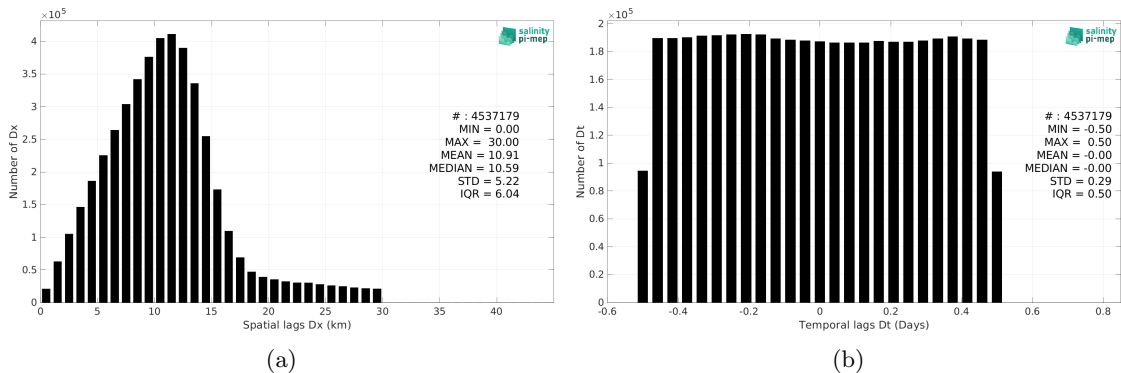 ×10⁵
4
3.5
3
2.5
2
1.5
1
0.5
0
Number of Dx
0 5 10 15 20 25 30 35 40
Spatial lags Dx (km)
salinity
pi-mep
# : 4537179
MIN = 0.00
MAX = 30.00
MEAN = 10.91
MEDIAN = 10.59
STD = 5.22
IQR = 6.04
(a)
×10⁵
2
1.8
1.6
1.4
1.2
1
0.8
0.6
0.4
0.2
0
Number of Dt
-0.6 -0.4 -0.2 0 0.2 0.4 0.6 0.8
Temporal lags Dt (Days)
salinity
pi-mep
# : 4537179
MIN = -0.50
MAX = 0.50
MEAN = -0.00
MEDIAN = -0.00
STD = 0.29
IQR = 0.50
(b)